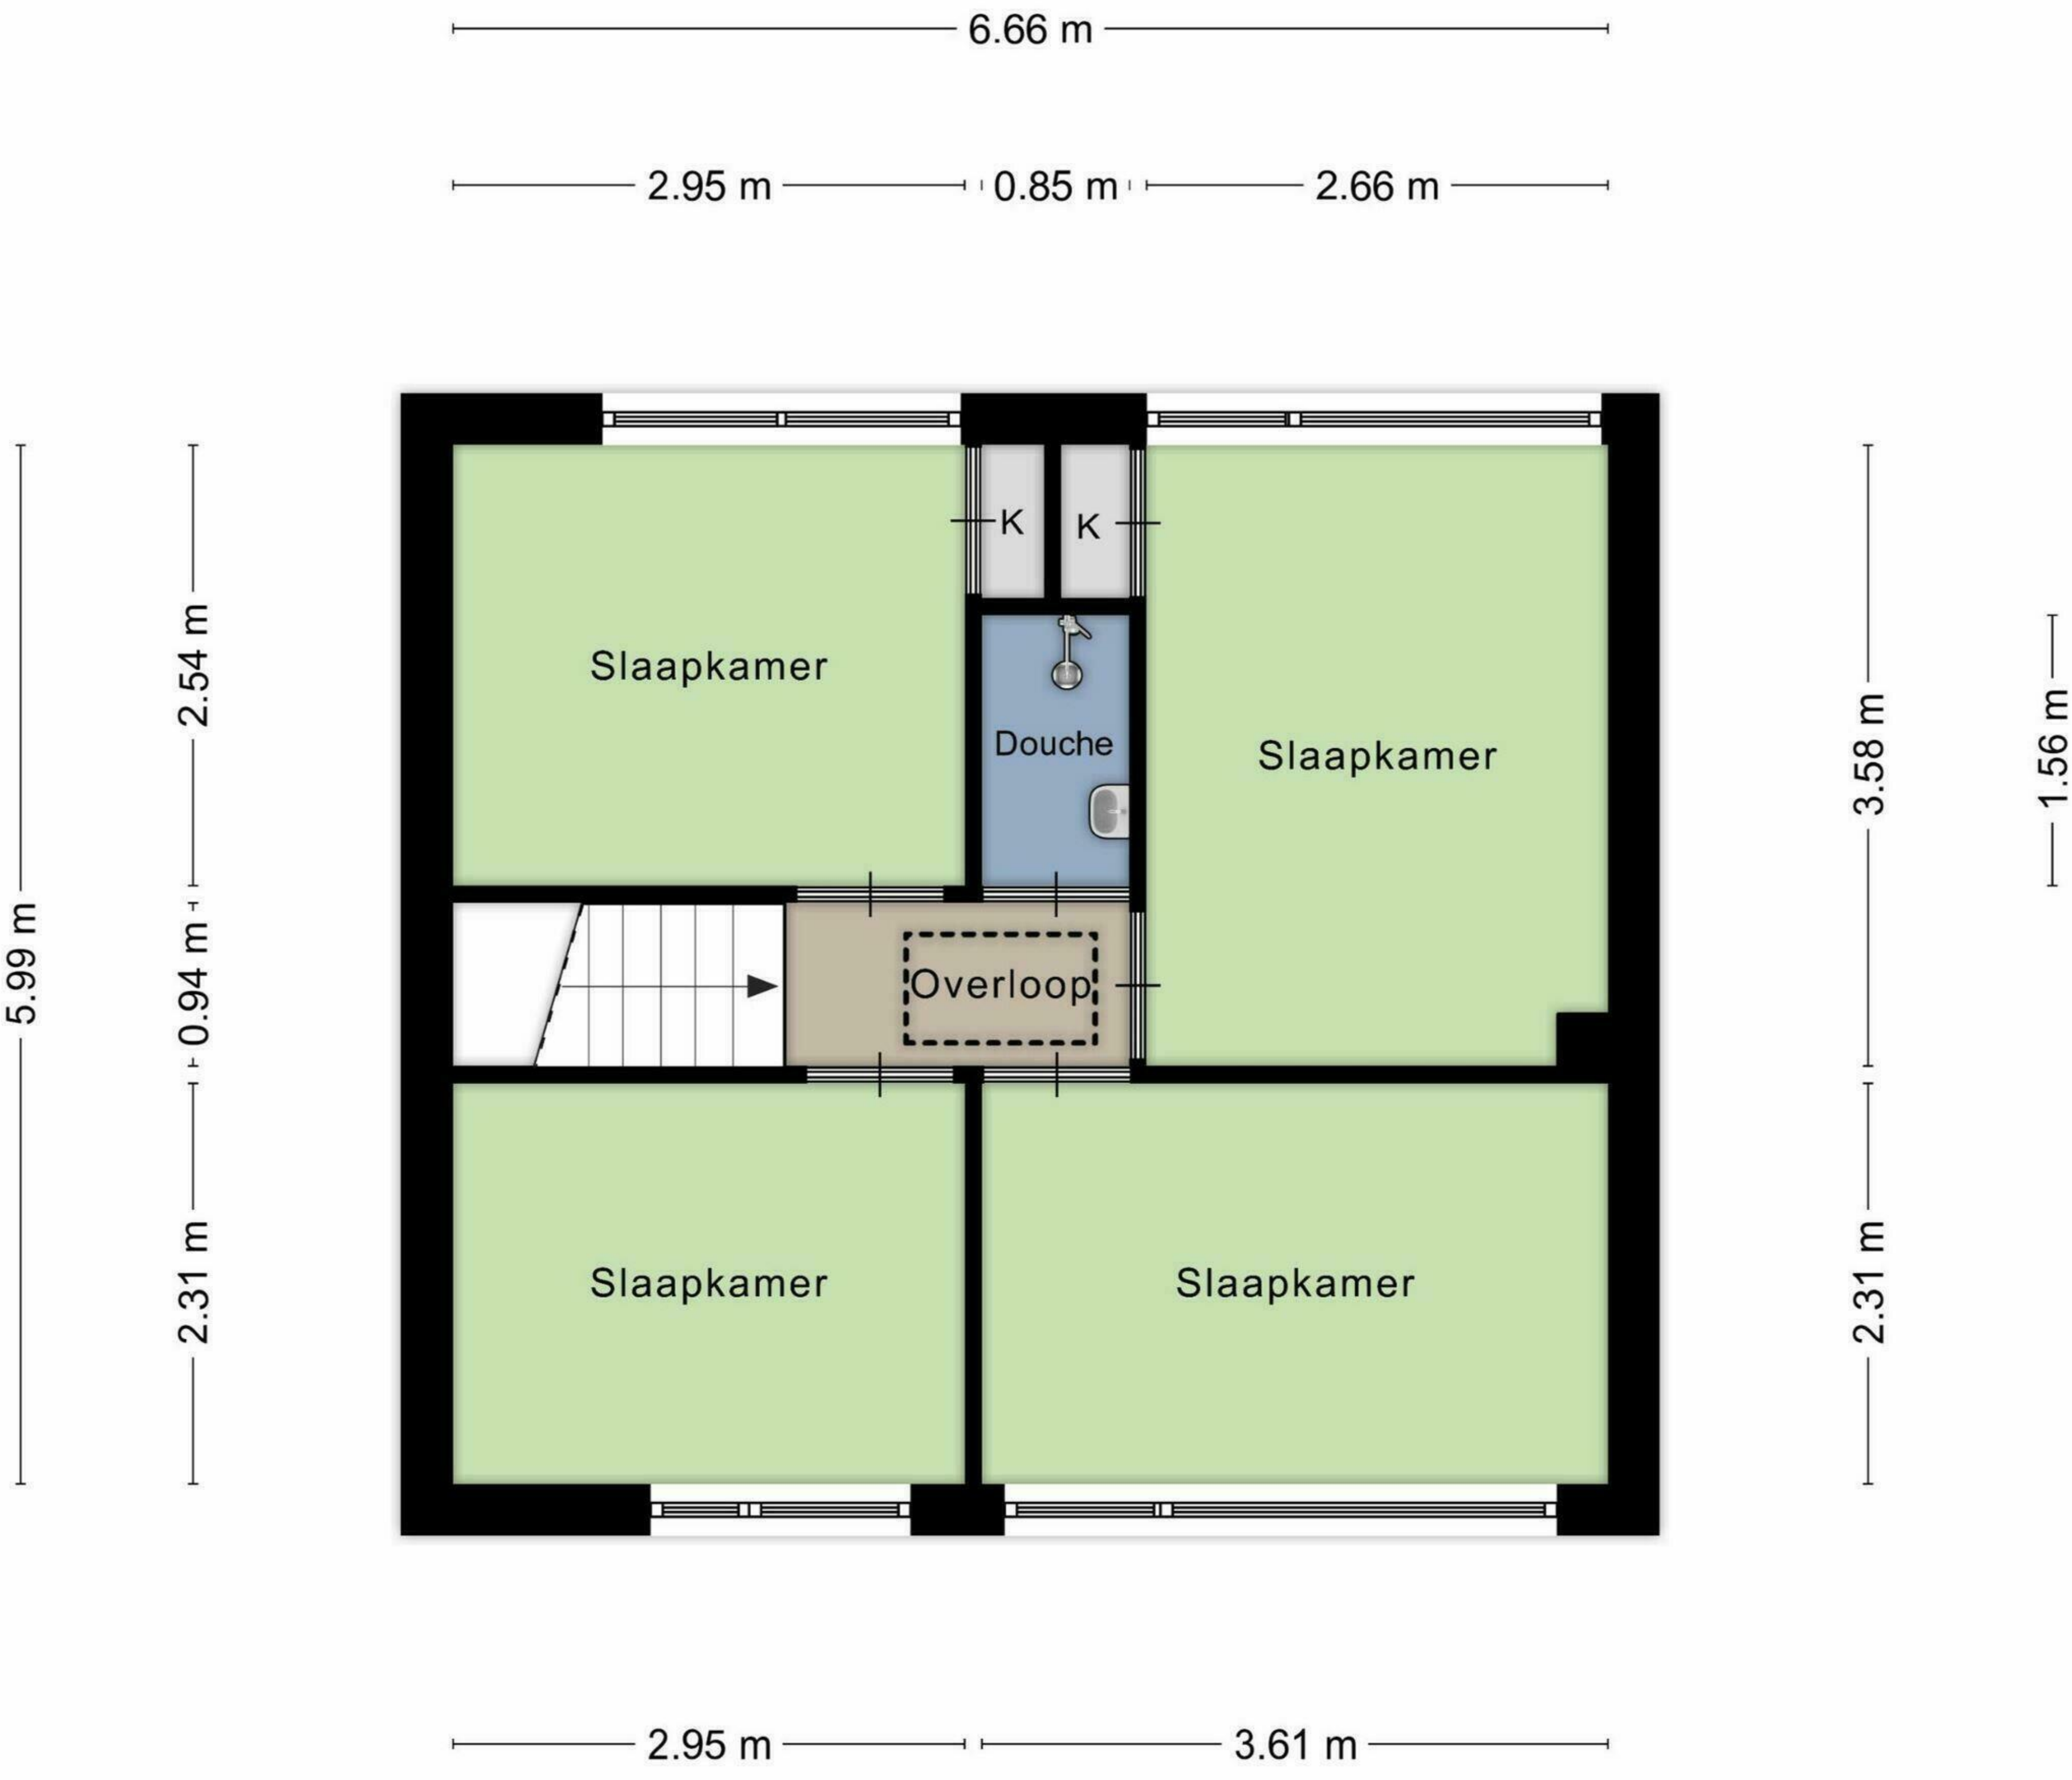 6.66 m
2.95 m
0.85 m
2.66 m
K
K
Slaapkamer
Douche
Slaapkamer
Overloop
Slaapkamer
Slaapkamer
5.99 m
2.54 m
0.94 m
2.31 m
3.58 m
1.56 m
2.31 m
2.95 m
3.61 m